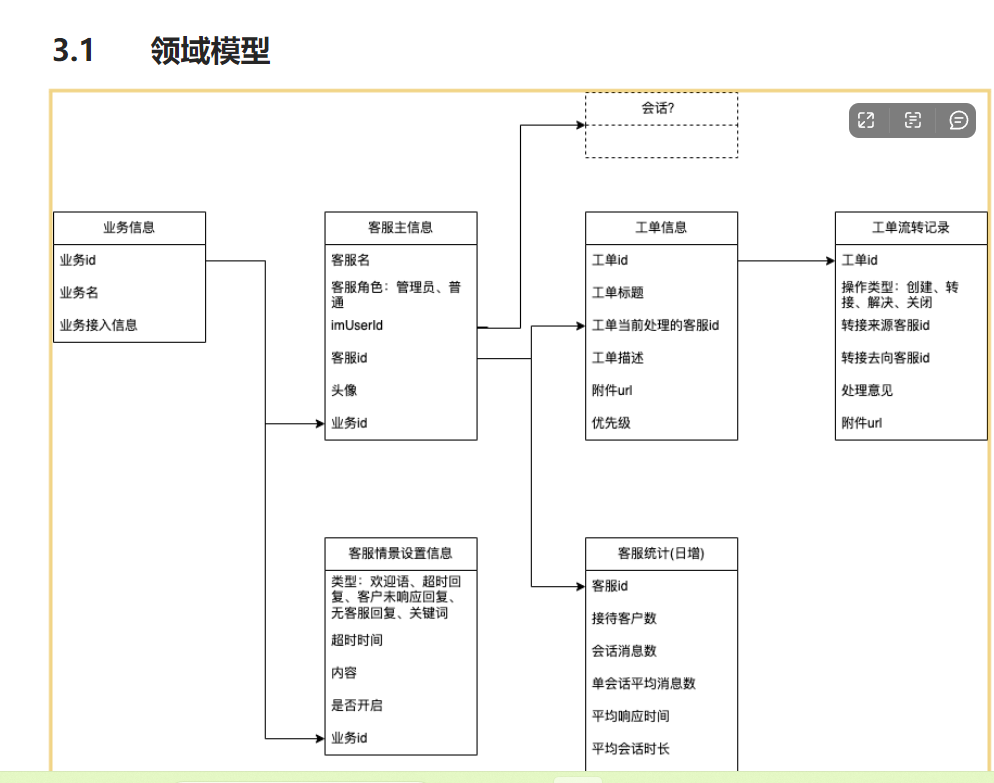 3.1 领域模型
会话?
业务信息
业务id
业务名
业务接入信息
客服主信息
客服名
客服角色：管理员、普
通
imUserId
客服id
头像
业务id
工单信息
工单id
工单标题
工单当前处理的客服id
工单描述
附件url
优先级
工单流转记录
工单id
操作类型：创建、转
接、解决、关闭
转接来源客服id
转接去向客服id
处理意见
附件url
客服情景设置信息
类型：欢迎语、超时回
复、客户未响应回复、
无客服回复、关键词
超时时间
内容
是否开启
业务id
客服统计(日增)
客服id
接待客户数
会话消息数
单会话平均消息数
平均响应时间
平均会话时长